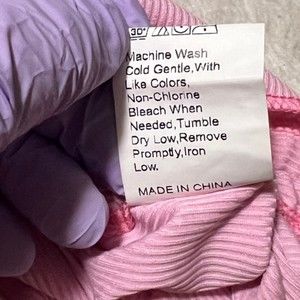 30°
Machine Wash
Cold Gentle,With
Like Colors,
Non-Chlorine
Bleach When
Needed,Tumble
Dry Low,Remove
Promptly,Iron
Low.
MADE IN CHINA